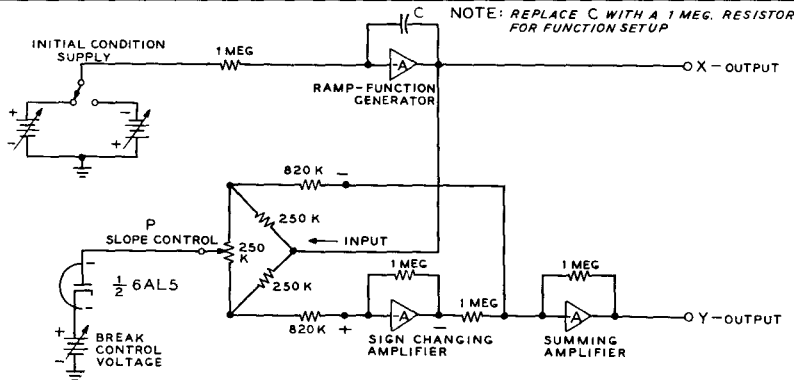 NOTE: REPLACE C WITH A 1 MEG. RESISTOR
FOR FUNCTION SETUP
C
INITIAL CONDITION
SUPPLY
1 MEG
-A
RAMP-FUNCTION
GENERATOR
X-OUTPUT
+
-
-
+
820 K
-
250 K
P
SLOPE CONTROL
250
K
INPUT
250 K
1/2 6AL5
-
-
+
-
BREAK
CONTROL
VOLTAGE
820 K
+
1 MEG
-A
-
SIGN CHANGING
AMPLIFIER
1 MEG
1 MEG
-A
SUMMING
AMPLIFIER
Y-OUTPUT